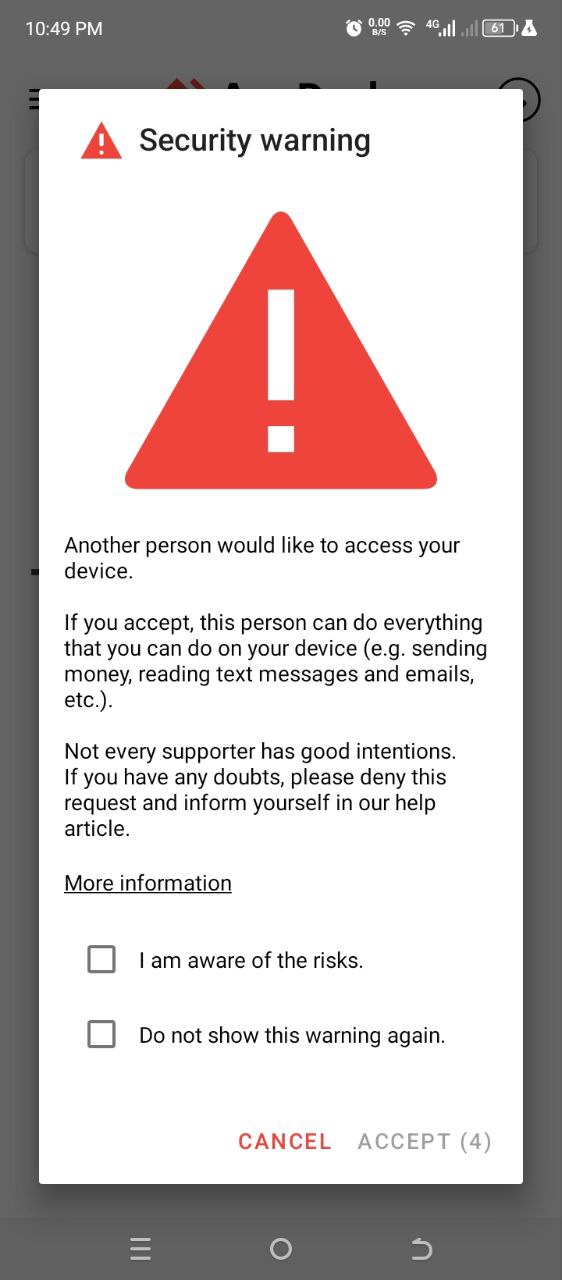 10:49 PM
0.00
B/S
4G
61
Security warning
Another person would like to access your
device.
If you accept, this person can do everything
that you can do on your device (e.g. sending
money, reading text messages and emails,
etc.).
Not every supporter has good intentions.
If you have any doubts, please deny this
request and inform yourself in our help
article.
More information
I am aware of the risks.
Do not show this warning again.
CANCEL ACCEPT (4)